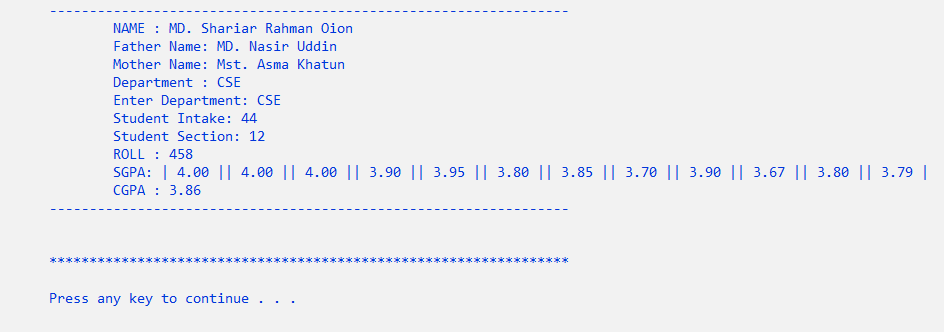 -----------------------------------------------------------------
NAME : MD. Shariar Rahman Oion
Father Name: MD. Nasir Uddin
Mother Name: Mst. Asma Khatun
Department : CSE
Enter Department: CSE
Student Intake: 44
Student Section: 12
ROLL : 458
SGPA: | 4.00 || 4.00 || 4.00 || 3.90 || 3.95 || 3.80 || 3.85 || 3.70 || 3.90 || 3.67 || 3.80 || 3.79 |
CGPA : 3.86
-----------------------------------------------------------------
*****************************************************************
Press any key to continue . . .